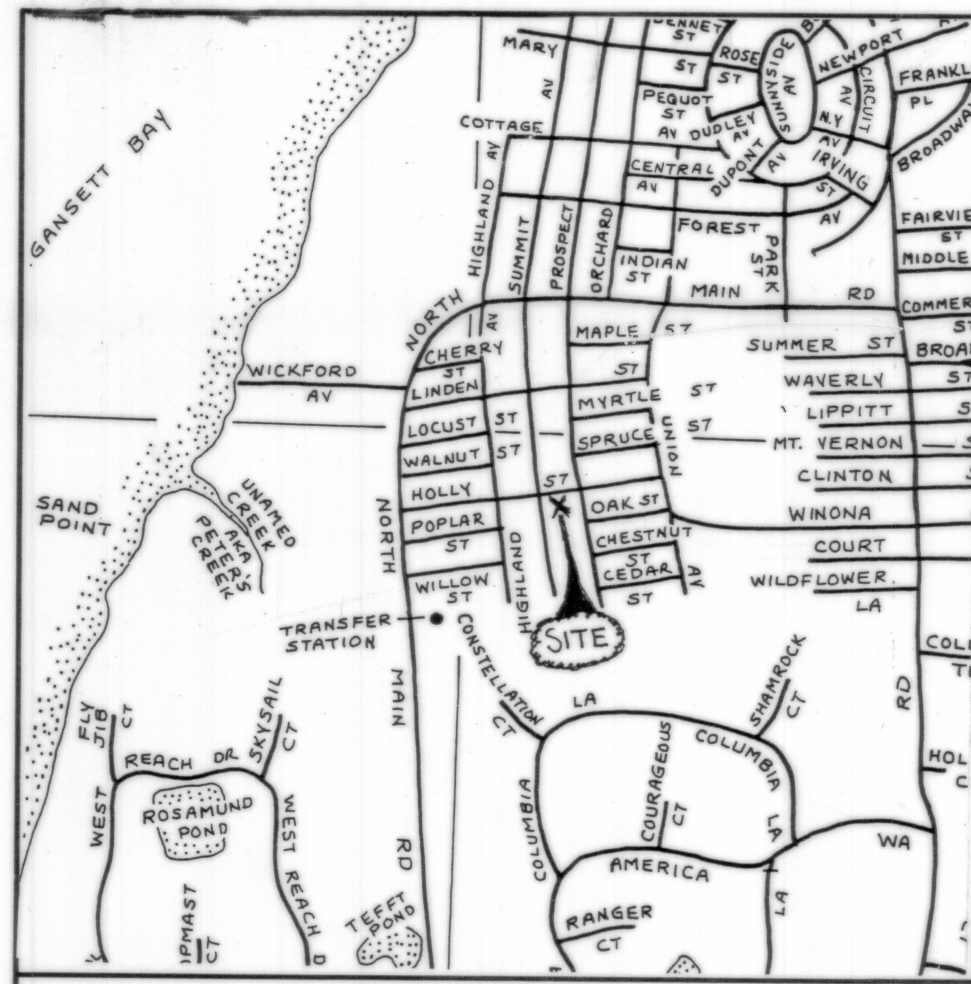 BENNET
ST
MARY
AV
ROSE
ST
ST
SUNNYSIDE
AV
NEWPORT
CIRCUIT
AV
FRANKL
PL
PEQUOT
ST
N.Y
AV
BROADWA
COTTAGE
AV
DUDLEY
AV
DUPONT
AV
IRVING
ST
CENTRAL
AV
GANSETT BAY
HIGHLAND
AV
SUMMIT
PROSPECT
ORCHARD
FOREST
AV
PARK
ST
FAIRVIE
ST
MIDDLE
INDIAN
ST
NORTH
MAIN
RD
COMMER
ST
AV
MAPLE ST
CHERRY
ST
SUMMER ST
BROAD
WICKFORD
AV
LINDEN
ST
WAVERLY
ST
MYRTLE
ST
LOCUST ST
LIPPITT
S
SPRUCE ST
UNION
AV
MT. VERNON
S
WALNUT ST
CLINTON
HOLLY
ST
SAND
POINT
UNAMED
CREEK
AKA
PETER'S
CREEK
NORTH
OAK ST
WINONA
POPLAR
ST
CHESTNUT
ST
COURT
HIGHLAND
WILLOW
ST
CEDAR
ST
WILDFLOWER
LA
TRANSFER
STATION
SITE
CONSTELLATION
CT
LA
SHAMROCK
CT
RD
COLL
MAIN
FLY
JIB
CT
SKYSAIL
CT
REACH DR
COLUMBIA
LA
COURAGEOUS
CT
HOL
WEST
ROSAMUND
POND
WEST REACH
D
RD
COLUMBIA
AMERICA
WA
LA
TEFFT
POND
RANGER
CT
OPMAST
CT